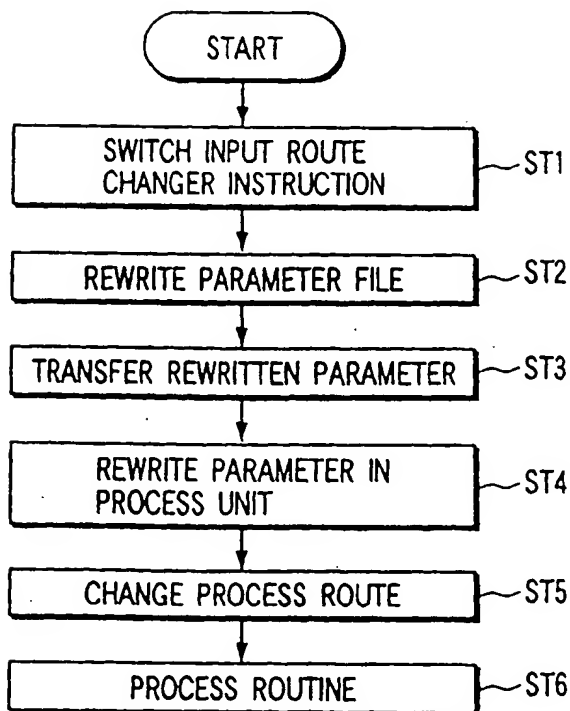 START
SWITCH INPUT ROUTE
CHANGER INSTRUCTION
ST1
REWRITE PARAMETER FILE
ST2
TRANSFER REWRITTEN PARAMETER
ST3
REWRITE PARAMETER IN
PROCESS UNIT
ST4
CHANGE PROCESS ROUTE
ST5
PROCESS ROUTINE
ST6